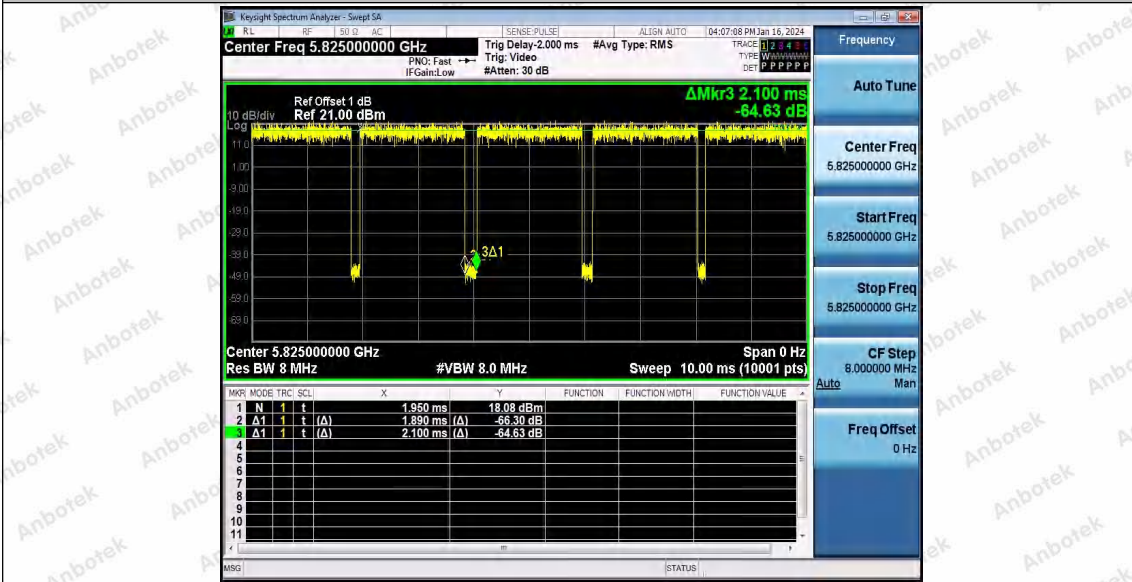 Keysight Spectrum Analyzer - Swept SA
RL RF 50 Ω AC SENSE:PULSE ALIGN AUTO 04:07:08 PM Jan 16, 2024
Center Freq 5.825000000 GHz
PNO: Fast
IFGain:Low
Trig Delay-2.000 ms
Trig: Video
#Atten: 30 dB
#Avg Type: RMS
TRACE 1 2 3 4 5 6
TYPE WWWWWW
DET P P P P P P
Ref Offset 1 dB
10 dB/div Ref 21.00 dBm
Log
ΔMkr3 2.100 ms
-64.63 dB
11.0
1.00
-9.00
-19.0
-29.0
-39.0
-49.0
-59.0
-69.0
3Δ1
Center 5.825000000 GHz Span 0 Hz
Res BW 8 MHz #VBW 8.0 MHz Sweep 10.00 ms (10001 pts)
MKR MODE TRC SCL X Y FUNCTION FUNCTION WIDTH FUNCTION VALUE
1 N 1 t 1.950 ms 18.08 dBm
2 Δ1 1 t (Δ) 1.890 ms (Δ) -66.30 dB
3 Δ1 1 t (Δ) 2.100 ms (Δ) -64.63 dB
4
5
6
7
8
9
10
11
MSG STATUS
Frequency
Auto Tune
Center Freq
5.825000000 GHz
Start Freq
5.825000000 GHz
Stop Freq
5.825000000 GHz
CF Step
8.000000 MHz
Auto Man
Freq Offset
0 Hz
Anbotek